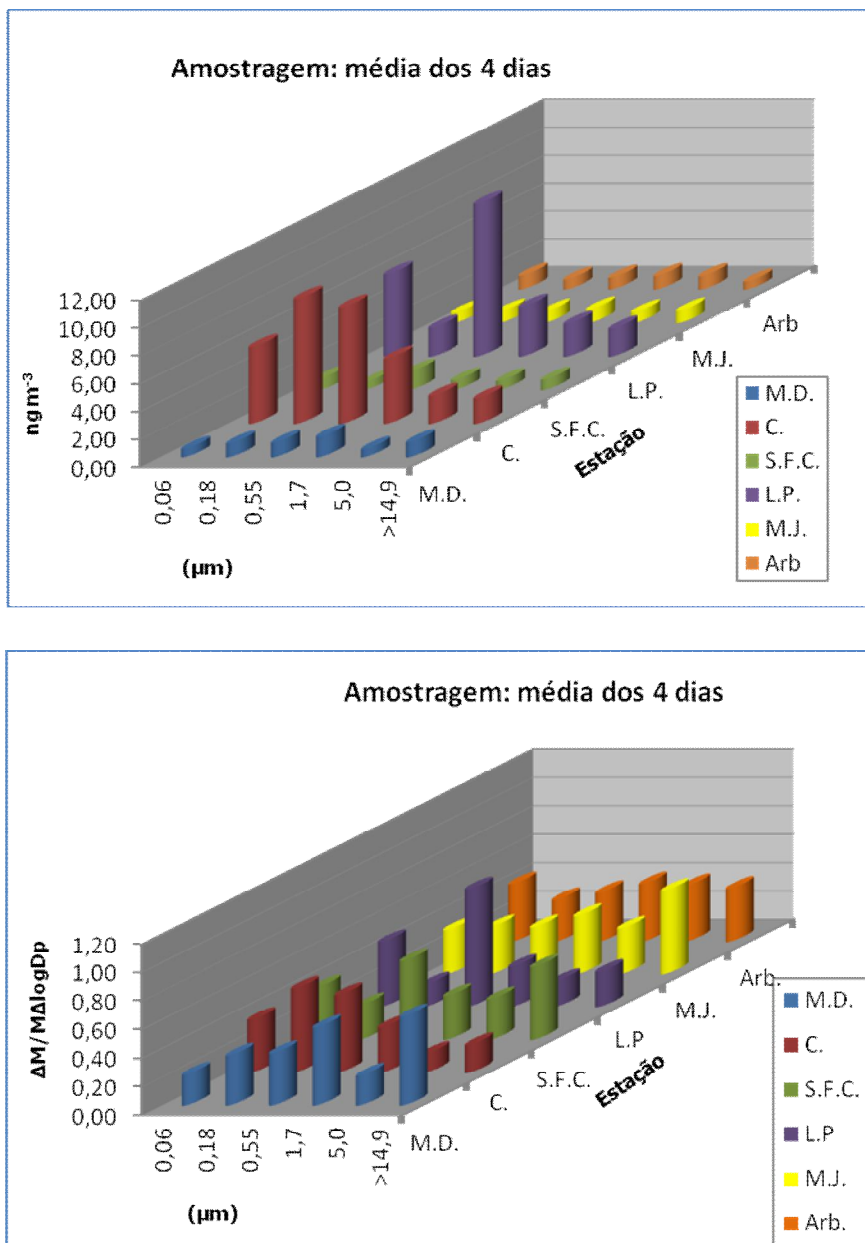 Amostragem: média dos 4 dias
12,00
10,00
8,00
6,00
4,00
2,00
0,00
ng m⁻³
0,06
0,18
0,55
1,7
5,0
>14,9
(µm)
M.D.
C.
S.F.C.
L.P.
M.J.
Arb
Estação
M.D.
C.
S.F.C.
L.P.
M.J.
Arb
Amostragem: média dos 4 dias
1,20
1,00
0,80
0,60
0,40
0,20
0,00
ΔM/MΔlogDp
0,06
0,18
0,55
1,7
5,0
>14,9
(µm)
M.D.
C.
S.F.C.
L.P
M.J.
Arb.
Estação
M.D.
C.
S.F.C.
L.P
M.J.
Arb.